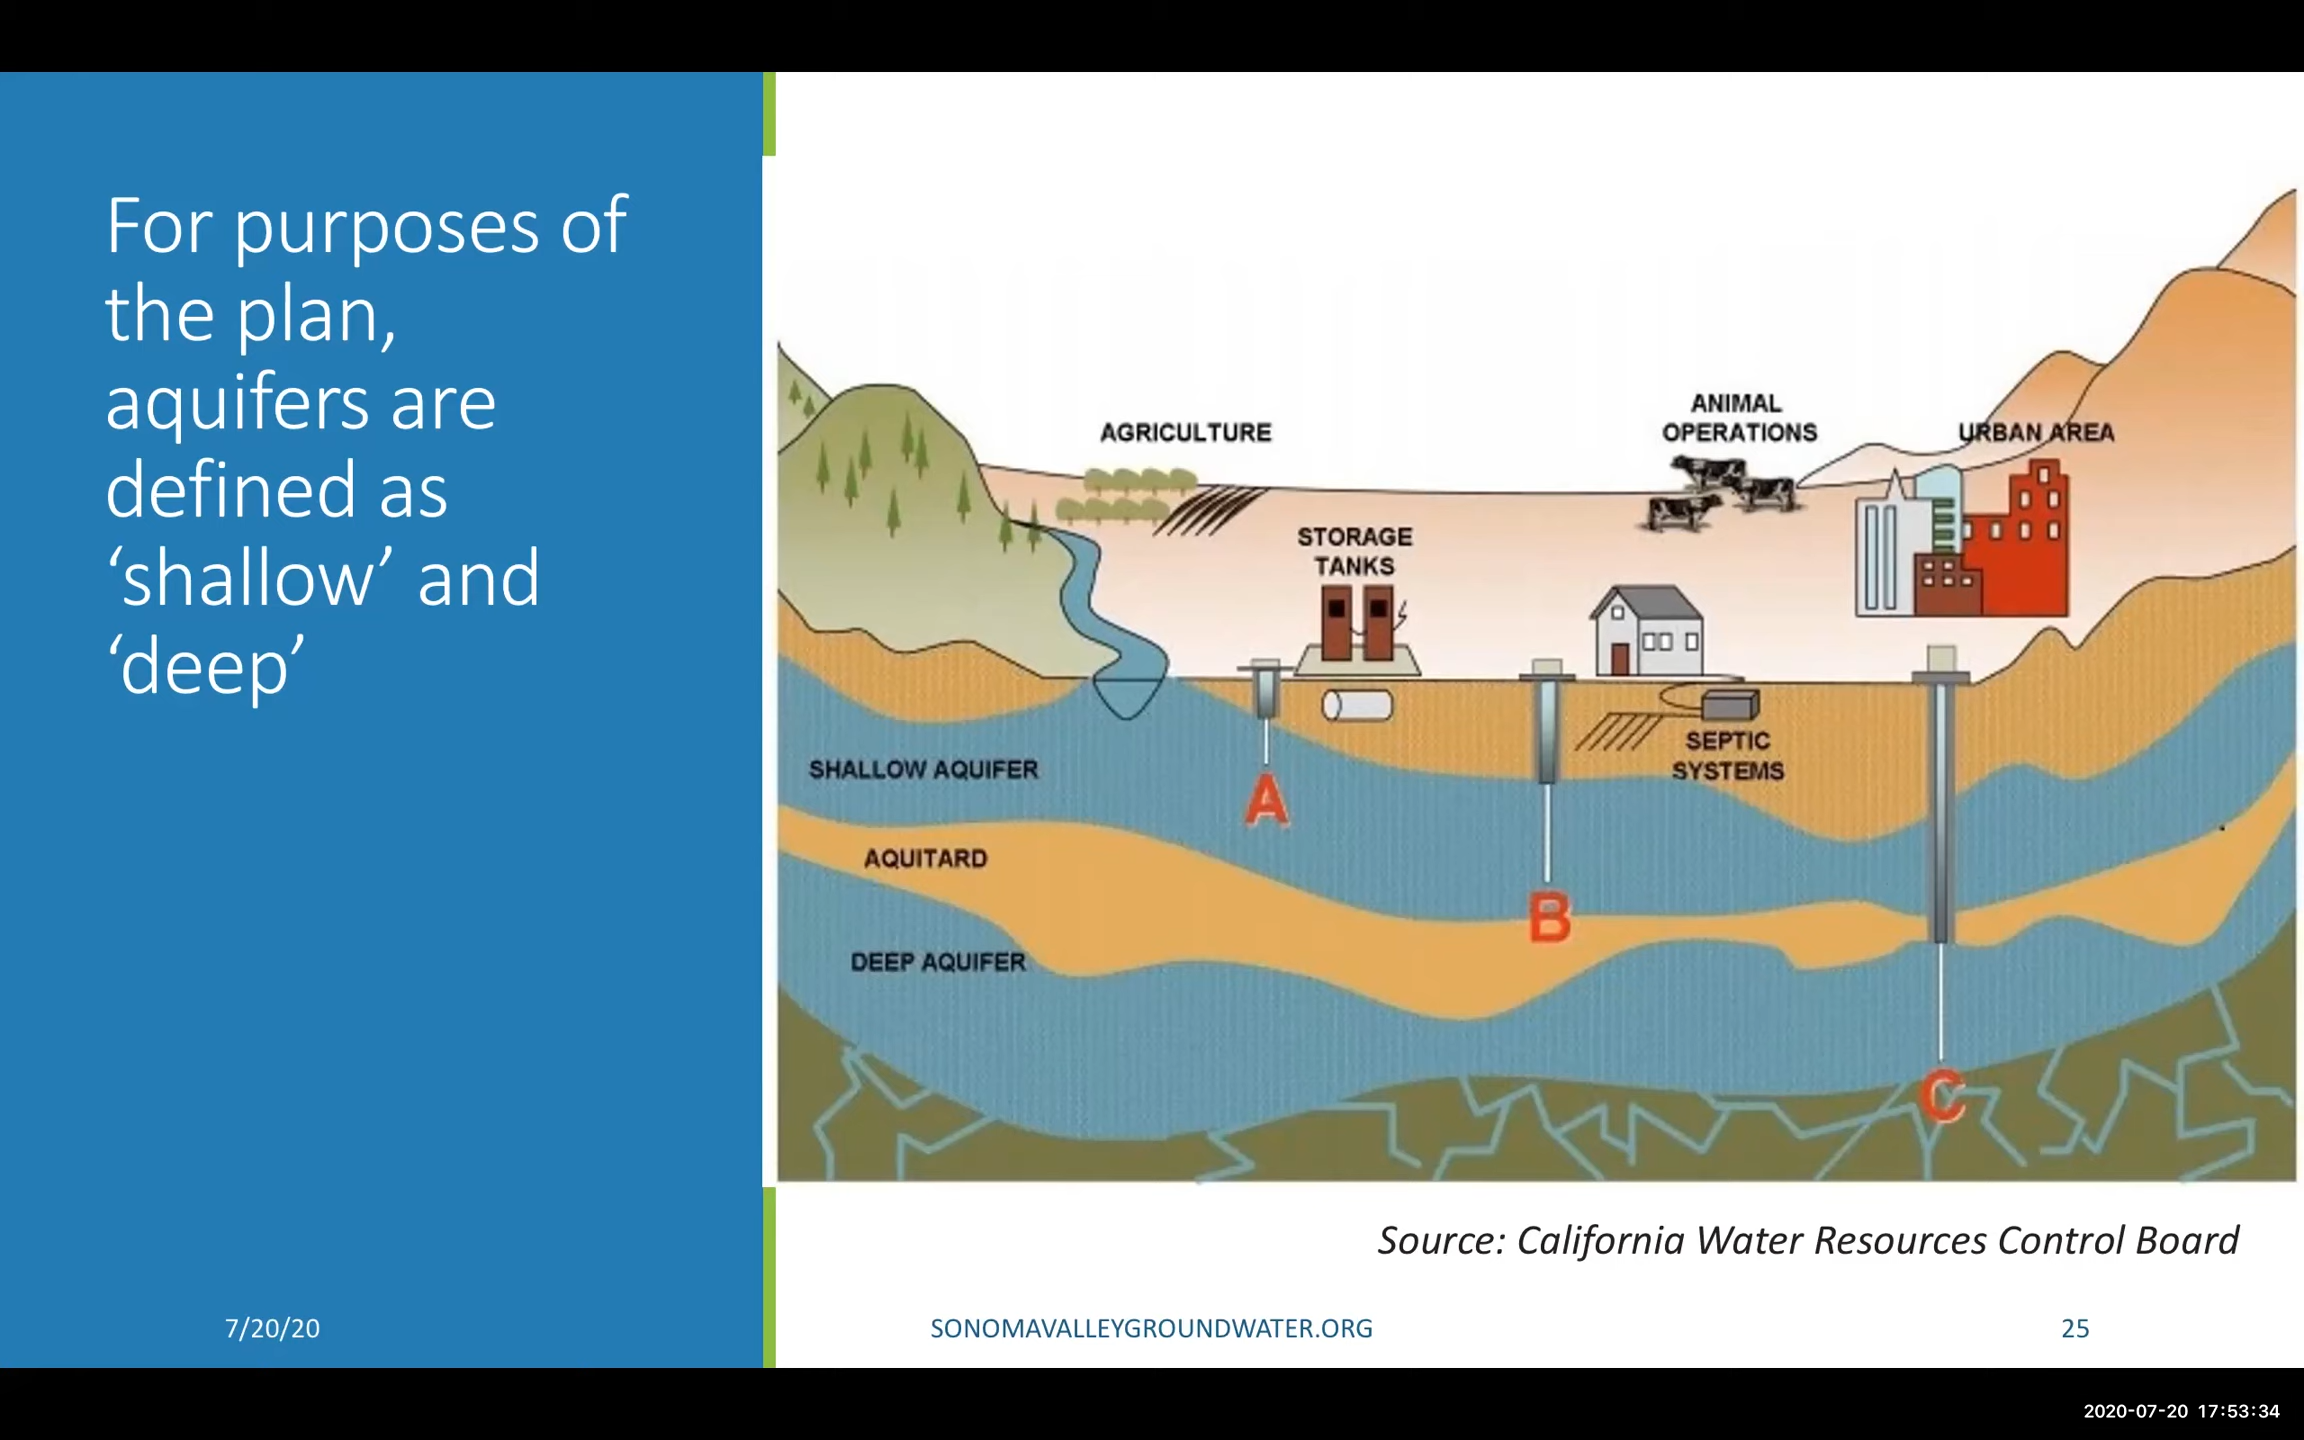 For purposes of
the plan,
aquifers are
defined as
‘shallow’ and
‘deep’
AGRICULTURE
ANIMAL
OPERATIONS
URBAN AREA
STORAGE
TANKS
SEPTIC
SYSTEMS
SHALLOW AQUIFER
A
AQUITARD
B
DEEP AQUIFER
C
Source: California Water Resources Control Board
7/20/20
SONOMAVALLEYGROUNDWATER.ORG
25
2020-07-20 17:53:34